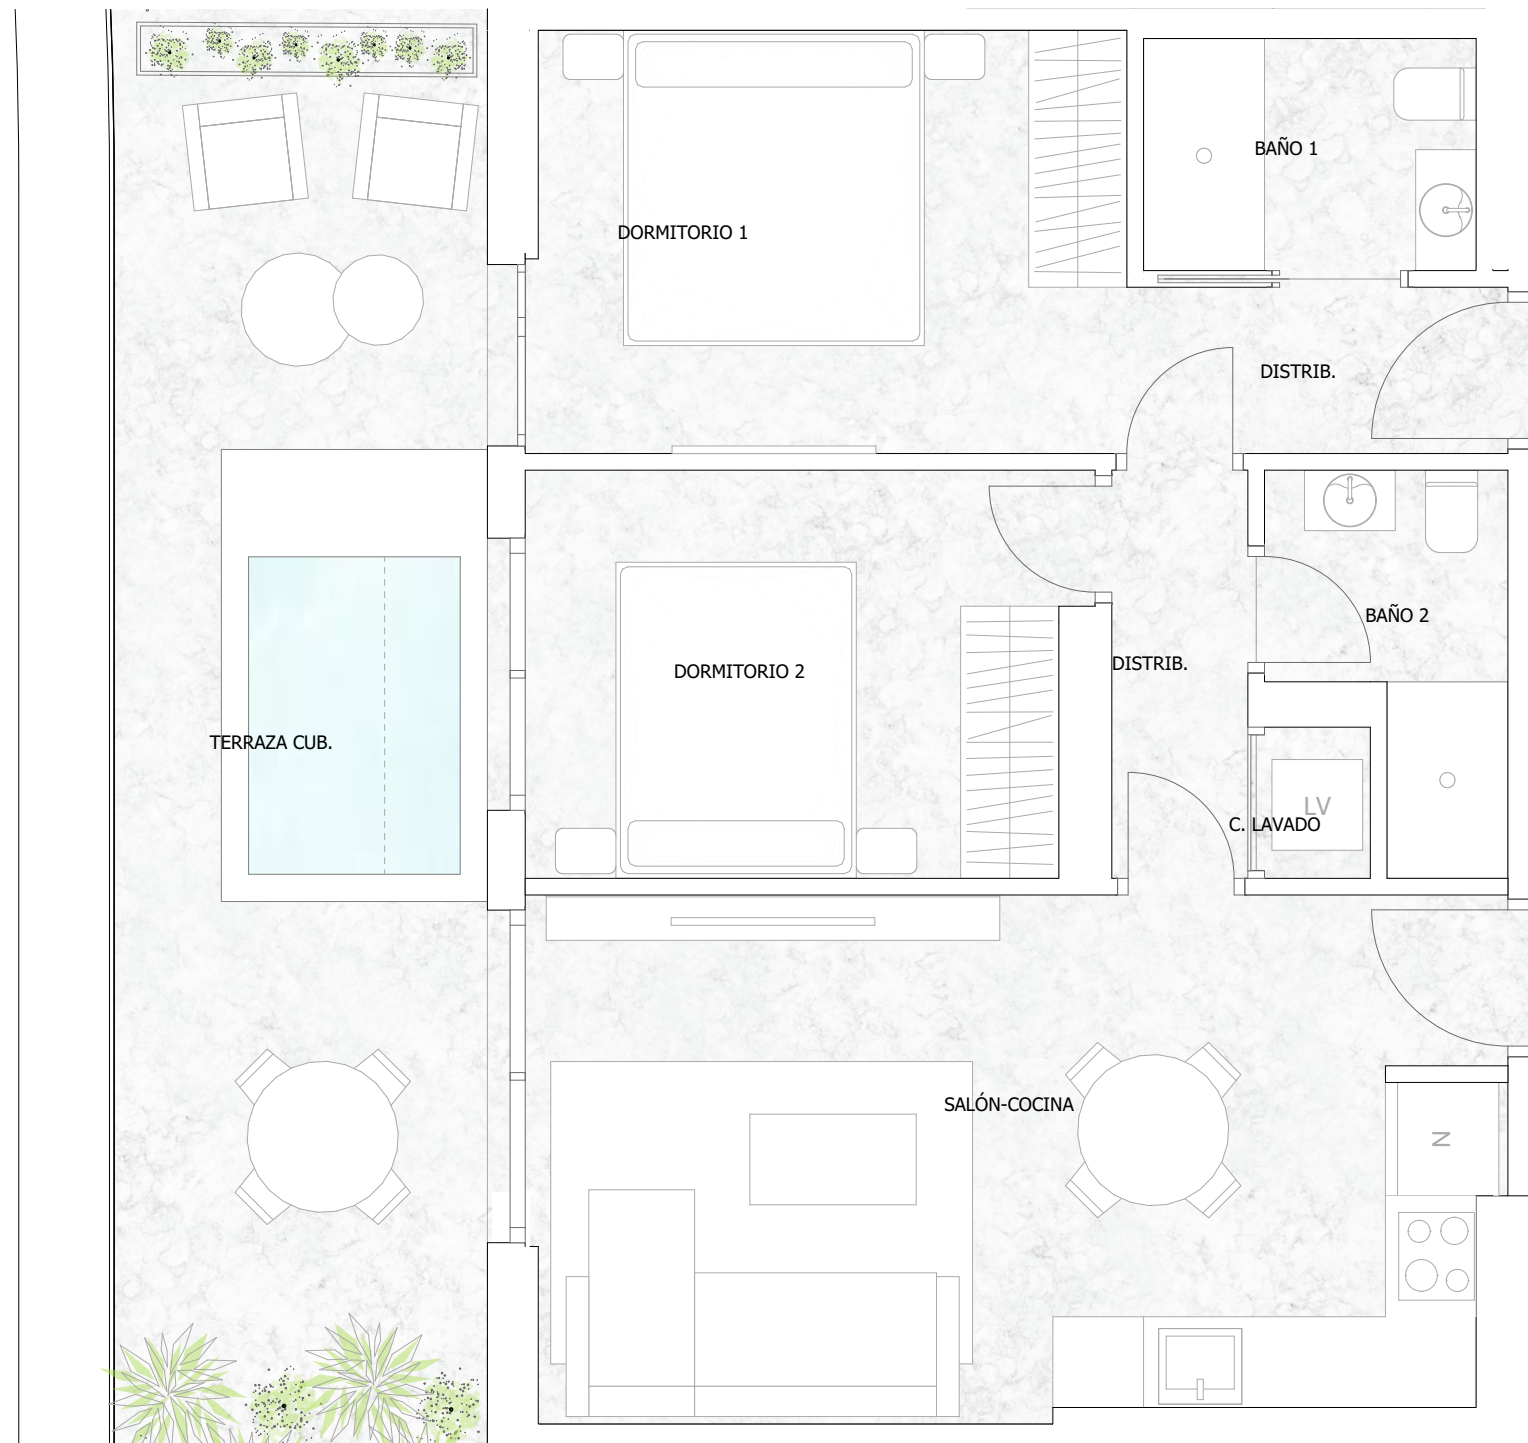 BAÑO 1
DORMITORIO 1
DISTRIB.
BAÑO 2
DISTRIB.
DORMITORIO 2
TERRAZA CUB.
LV
C. LAVADO
SALÓN-COCINA
N